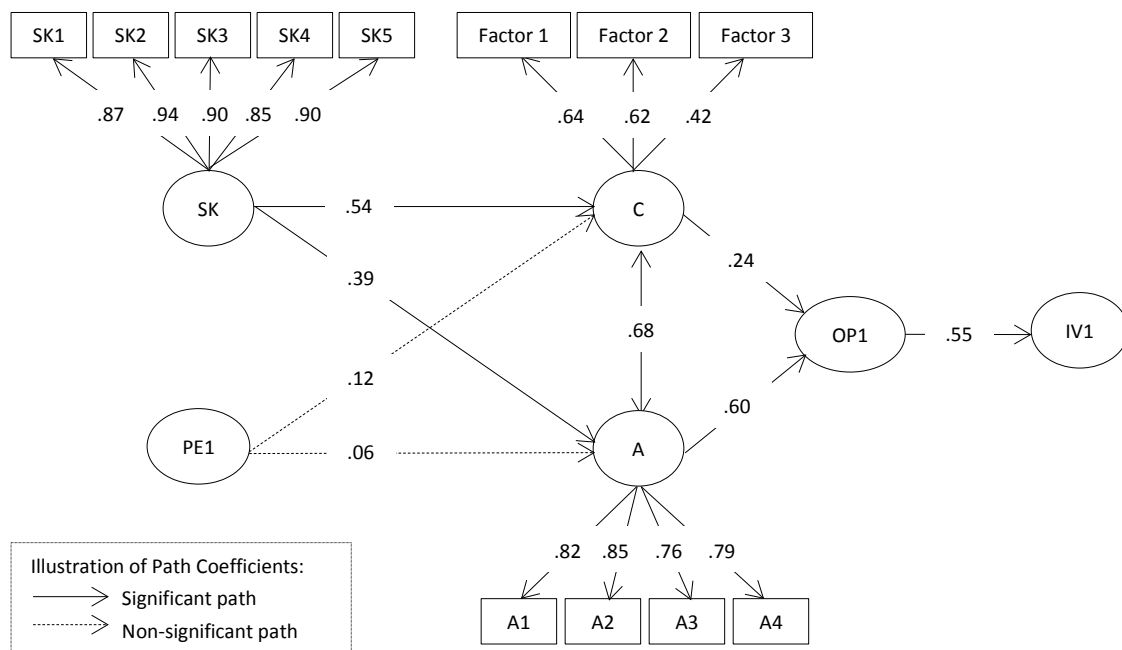 SK1 SK2 SK3 SK4 SK5 Factor 1 Factor 2 Factor 3
.87 .94 .90 .85 .90 .64 .62 .42
SK .54 C
.39 .24
.68 OP1 .55 IV1
.12 .60
PE1 .06 A
.82 .85 .76 .79
Illustration of Path Coefficients:
Significant path
Non-significant path
A1 A2 A3 A4